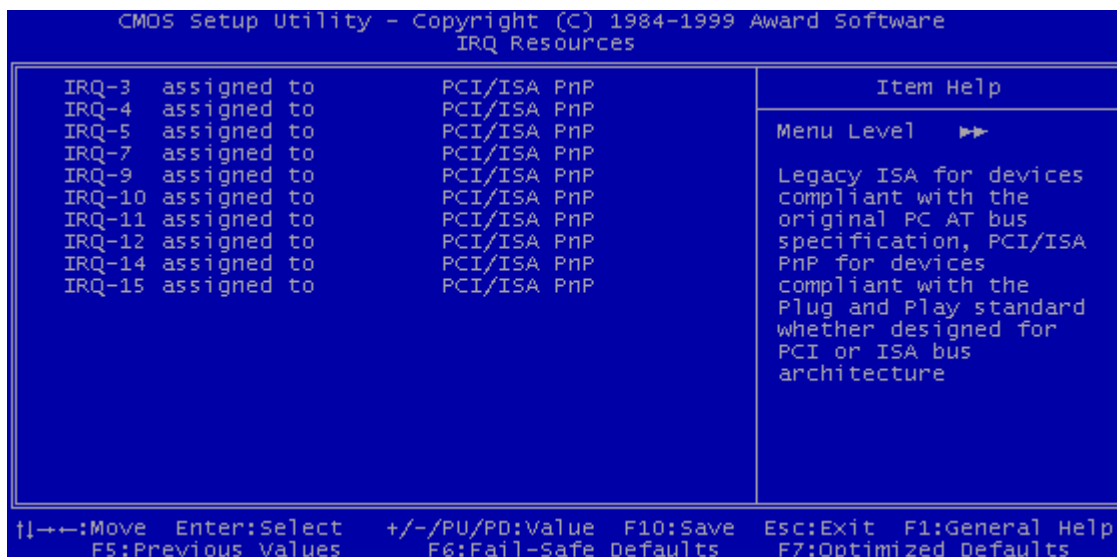 CMOS Setup Utility - Copyright (C) 1984-1999 Award Software
IRQ Resources
IRQ-3 assigned to PCI/ISA PnP
IRQ-4 assigned to PCI/ISA PnP
IRQ-5 assigned to PCI/ISA PnP
IRQ-7 assigned to PCI/ISA PnP
IRQ-9 assigned to PCI/ISA PnP
IRQ-10 assigned to PCI/ISA PnP
IRQ-11 assigned to PCI/ISA PnP
IRQ-12 assigned to PCI/ISA PnP
IRQ-14 assigned to PCI/ISA PnP
IRQ-15 assigned to PCI/ISA PnP
Item Help
Menu Level ►►
Legacy ISA for devices
compliant with the
original PC AT bus
specification, PCI/ISA
PnP for devices
compliant with the
Plug and Play standard
whether designed for
PCI or ISA bus
architecture
↑↓→←:Move Enter:Select +/-/PU/PD:Value F10:Save Esc:Exit F1:General Help
F5:Previous Values F6:Fail-Safe Defaults F7:Optimized Defaults